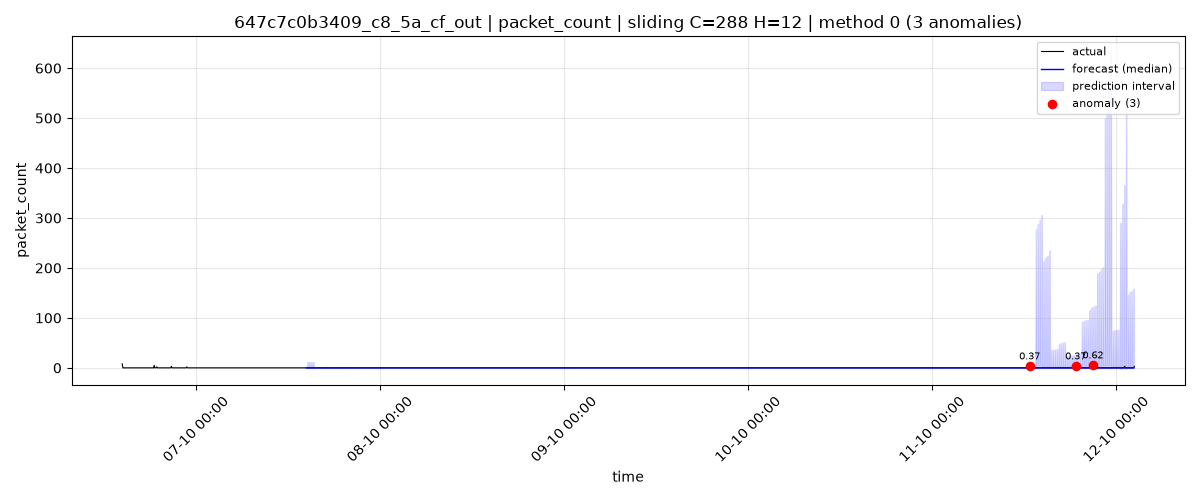 647c7c0b3409_c8_5a_cf_out | packet_count | sliding C=288 H=12 | method 0 (3 anomalies)
actual
forecast (median)
prediction interval
anomaly (3)
packet_count
600
500
400
300
200
100
0
0.37
0.37
0.62
07-10 00:00
08-10 00:00
09-10 00:00
10-10 00:00
11-10 00:00
12-10 00:00
time